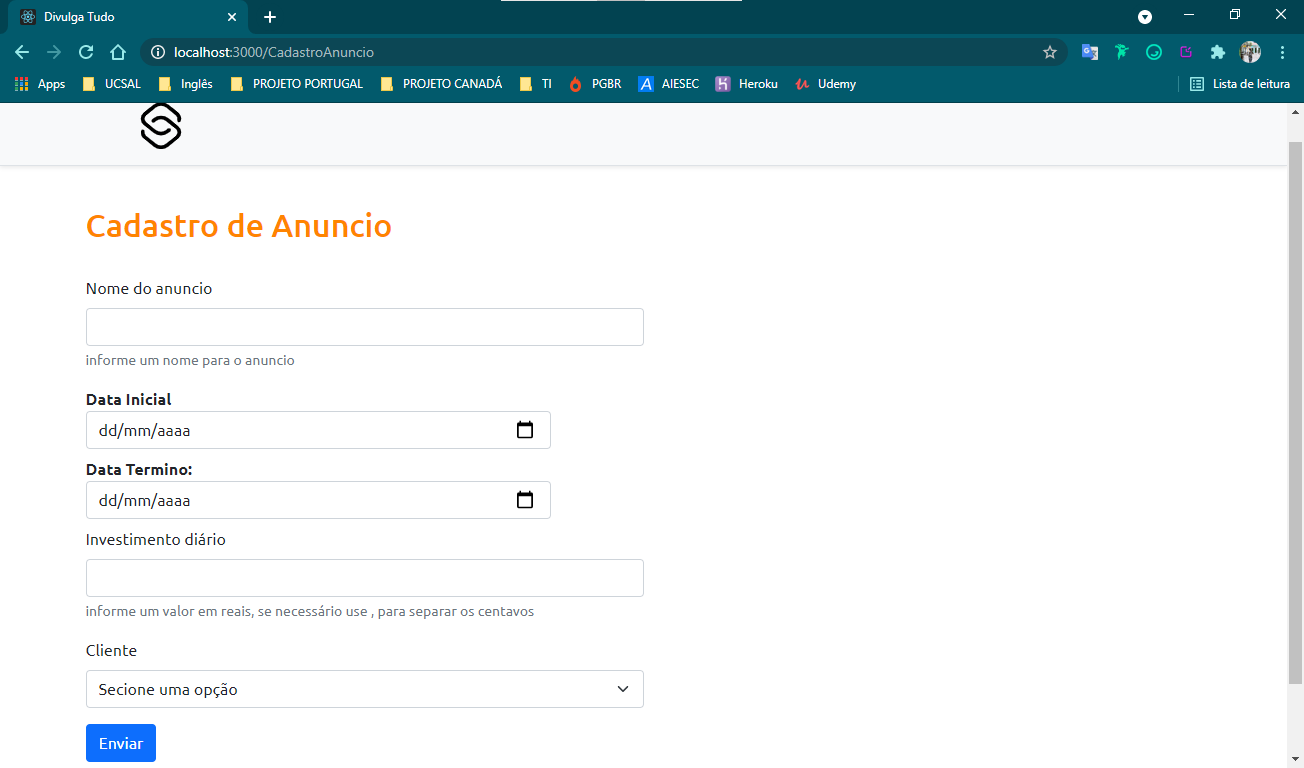 Divulga Tudo
localhost:3000/CadastroAnuncio
Apps UCSAL Inglês PROJETO PORTUGAL PROJETO CANADÁ TI PGBR AIESEC Heroku Udemy Lista de leitura
Cadastro de Anuncio
Nome do anuncio
informe um nome para o anuncio
Data Inicial
dd/mm/aaaa
Data Termino:
dd/mm/aaaa
Investimento diário
informe um valor em reais, se necessário use , para separar os centavos
Cliente
Secione uma opção
Enviar